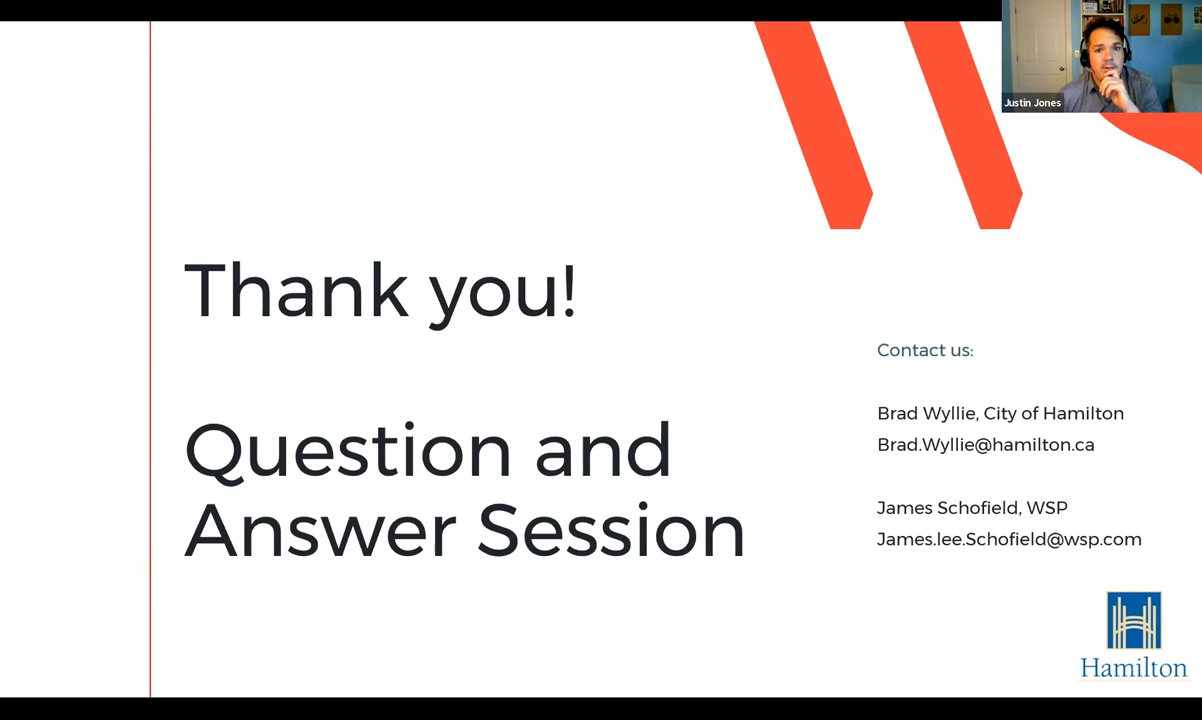 Justin Jones
Thank you!
Question and
Answer Session
Contact us:
Brad Wyllie, City of Hamilton
Brad.Wyllie@hamilton.ca
James Schofield, WSP
James.lee.Schofield@wsp.com
Hamilton